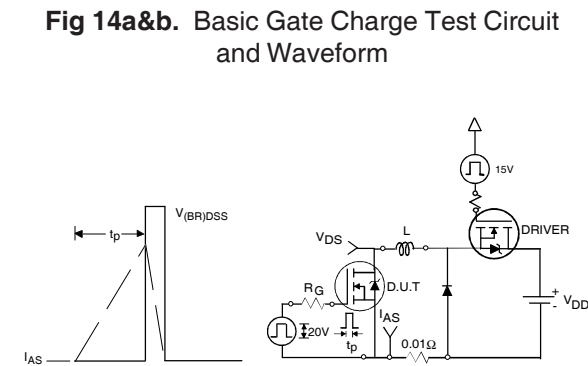 Fig 14a&b. Basic Gate Charge Test Circuit
and Waveform
15V
V(BR)DSS
tp
DRIVER
VDS
L
RG
D.U.T
+
-
VDD
IAS
20V
tp
0.01Ω
IAS